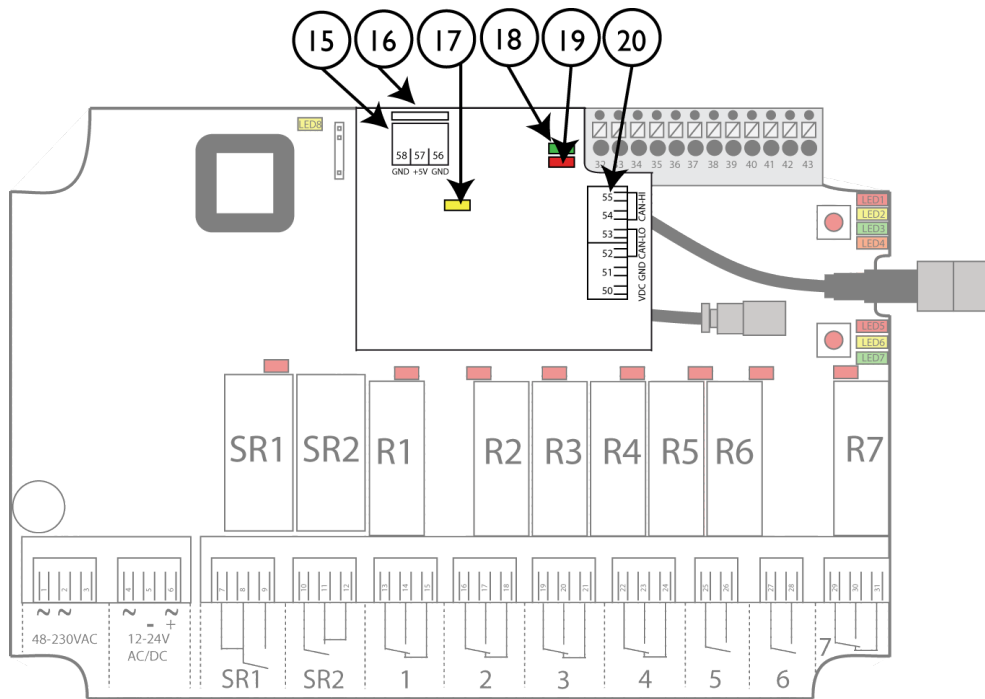 15 16 17 18 19 20
LED8
58 57 56
GND +5V GND
32 33 34 35 36 37 38 39 40 41 42 43
55
54
53
52
51
50
CAN-HI
CAN-LO
GND
VDC
LED1
LED2
LED3
LED4
LED5
LED6
LED7
SR1 SR2 R1 R2 R3 R4 R5 R6 R7
1 2 3 4 5 6 7 8 9 10 11 12 13 14 15 16 17 18 19 20 21 22 23 24 25 26 27 28 29 30 31
~ ~ ~ - ~ +
48-230VAC
12-24V
AC/DC
SR1 SR2 1 2 3 4 5 6 7